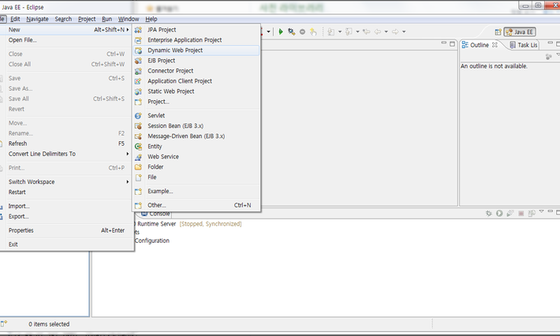 Java EE - Eclipse
Navigate Search Project Run Window Help
New Alt+Shift+N
Open File...
Close Ctrl+W
Close All Ctrl+Shift+W
Save Ctrl+S
Save As...
Save All Ctrl+Shift+S
Revert
Move...
Rename... F2
Refresh F5
Convert Line Delimiters To
Print... Ctrl+P
Switch Workspace
Restart
Import...
Export...
Properties Alt+Enter
Exit
JPA Project
Enterprise Application Project
Dynamic Web Project
EJB Project
Connector Project
Application Client Project
Static Web Project
Project...
Servlet
Session Bean (EJB 3.x)
Message-Driven Bean (EJB 3.x)
Entity
Web Service
Folder
File
Example...
Other... Ctrl+N
Java EE
Outline
Task Lis
An outline is not available.
Console
Runtime Server [Stopped, Synchronized]
Configuration
0 items selected